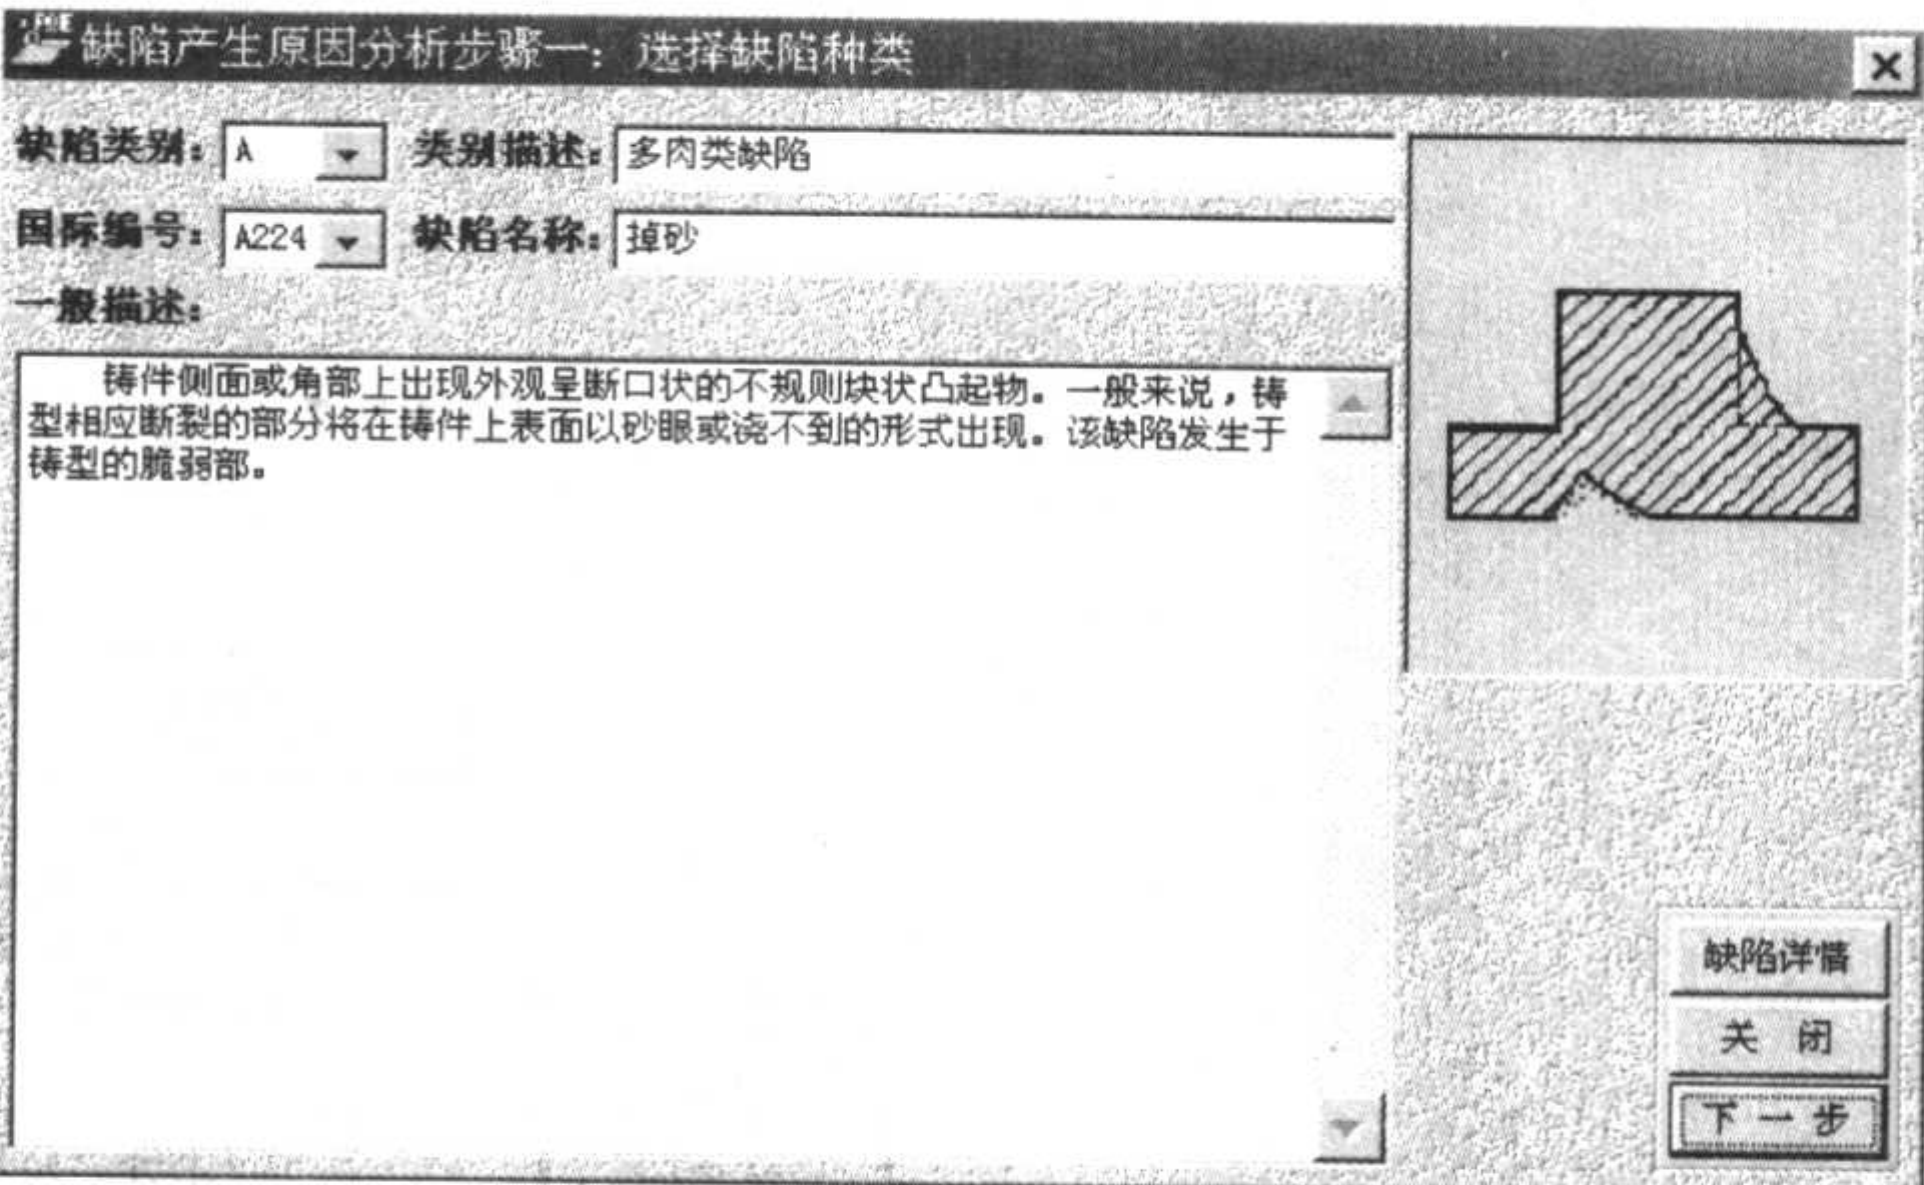 缺陷产生原因分析步骤一：选择缺陷种类
缺陷类别：A 类别描述：多肉类缺陷
国际编号：A224 缺陷名称：掉砂
一般描述：
铸件侧面或角部上出现外观呈断口状的不规则块状凸起物。一般来说，铸
型相应断裂的部分将在铸件上表面以砂眼或浇不到的形式出现。该缺陷发生于
铸型的脆弱部。
缺陷详情
关 闭
下 一 步